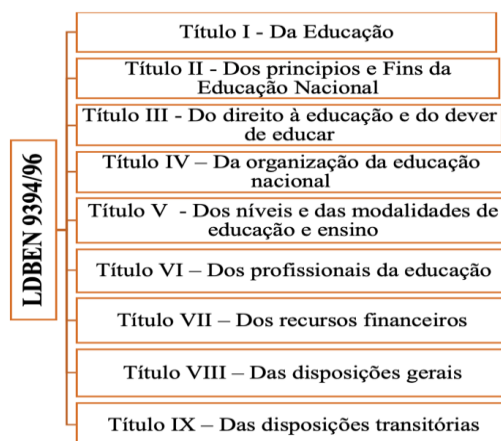 LDBEN 9394/96
Título I - Da Educação
Título II - Dos principios e Fins da
Educação Nacional
Título III - Do direito à educação e do dever
de educar
Título IV – Da organização da educação
nacional
Título V - Dos níveis e das modalidades de
educação e ensino
Título VI – Dos profissionais da educação
Título VII – Dos recursos financeiros
Título VIII – Das disposições gerais
Título IX – Das disposições transitórias